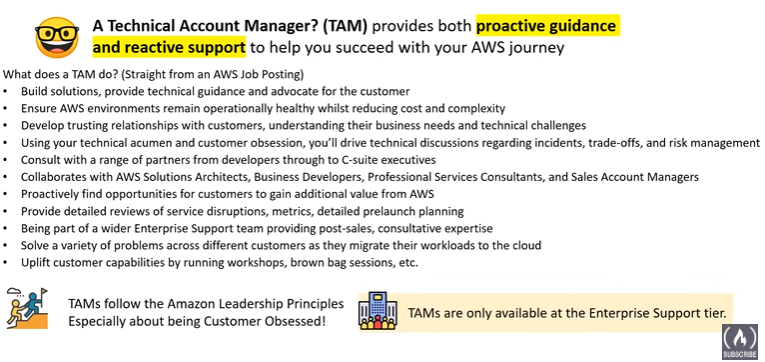 A Technical Account Manager? (TAM) provides both proactive guidance
and reactive support to help you succeed with your AWS journey
What does a TAM do? (Straight from an AWS Job Posting)
• Build solutions, provide technical guidance and advocate for the customer
• Ensure AWS environments remain operationally healthy whilst reducing cost and complexity
• Develop trusting relationships with customers, understanding their business needs and technical challenges
• Using your technical acumen and customer obsession, you'll drive technical discussions regarding incidents, trade-offs, and risk management
• Consult with a range of partners from developers through to C-suite executives
• Collaborates with AWS Solutions Architects, Business Developers, Professional Services Consultants, and Sales Account Managers
• Proactively find opportunities for customers to gain additional value from AWS
• Provide detailed reviews of service disruptions, metrics, detailed prelaunch planning
• Being part of a wider Enterprise Support team providing post-sales, consultative expertise
• Solve a variety of problems across different customers as they migrate their workloads to the cloud
• Uplift customer capabilities by running workshops, brown bag sessions, etc.
TAMs follow the Amazon Leadership Principles
Especially about being Customer Obsessed!
TAMs are only available at the Enterprise Support tier.
SUBSCRIBE